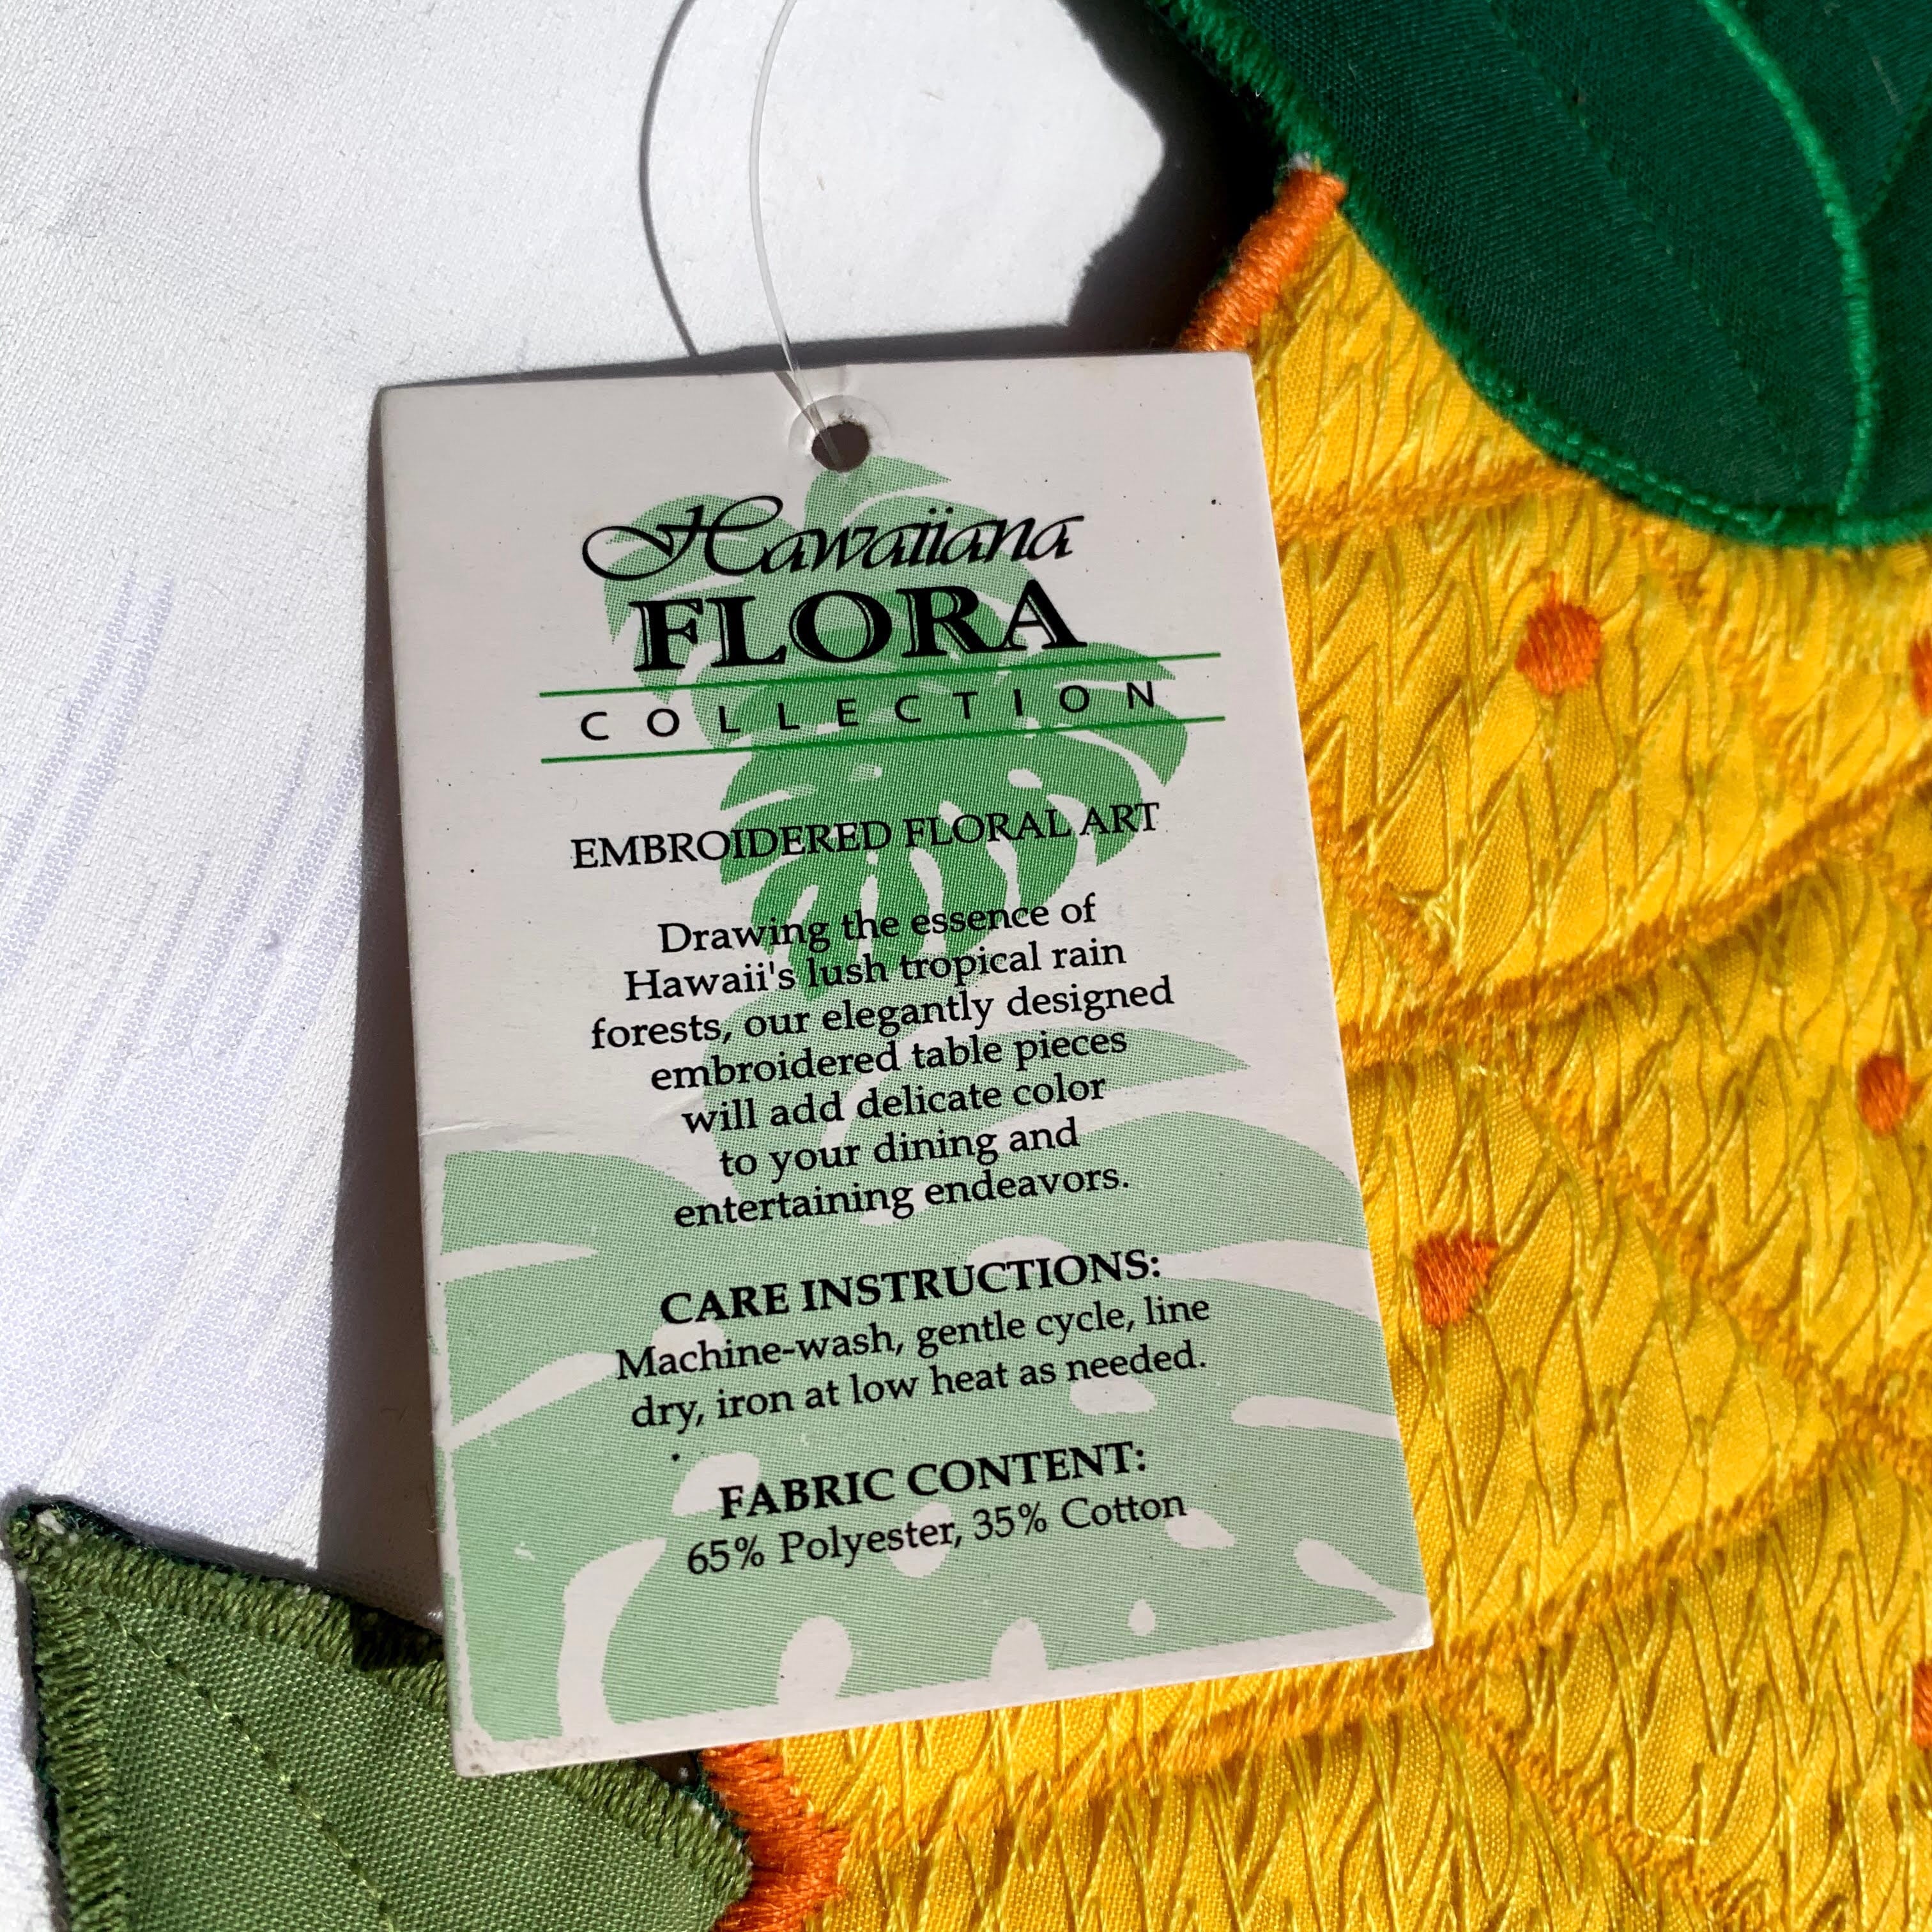 Hawaiiana
FLORA
COLLECTION
EMBROIDERED FLORAL ART
Drawing the essence of
Hawaii's lush tropical rain
forests, our elegantly designed
embroidered table pieces
will add delicate color
to your dining and
entertaining endeavors.
CARE INSTRUCTIONS:
Machine-wash, gentle cycle, line
dry, iron at low heat as needed.
FABRIC CONTENT:
65% Polyester, 35% Cotton